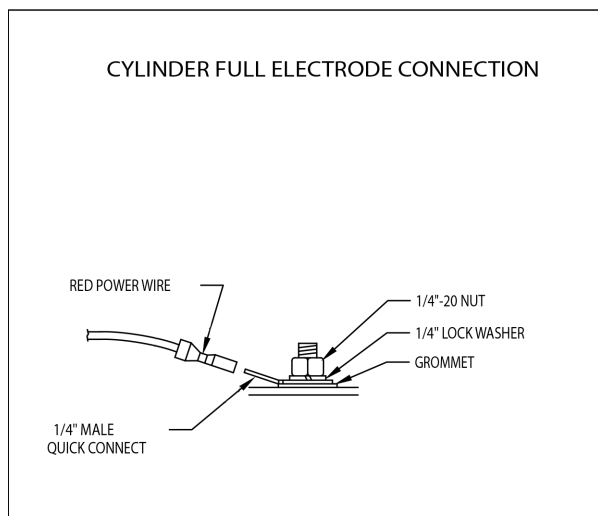 CYLINDER FULL ELECTRODE CONNECTION
RED POWER WIRE
1/4"-20 NUT
1/4" LOCK WASHER
GROMMET
1/4" MALE
QUICK CONNECT